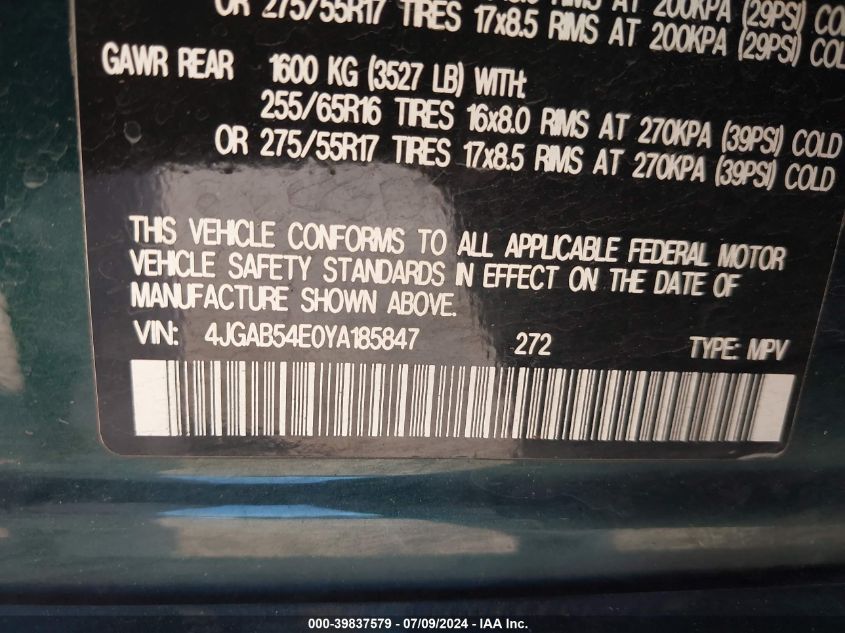 200KPA (29PSI)
OR 275/55R17 TIRES 17x8.5 RIMS AT 200KPA (29PSI) COL
GAWR REAR 1600 KG (3527 LB) WITH:
255/65R16 TIRES 16x8.0 RIMS AT 270KPA (39PSI) COLD
OR 275/55R17 TIRES 17x8.5 RIMS AT 270KPA (39PSI) COLD
THIS VEHICLE CONFORMS TO ALL APPLICABLE FEDERAL MOTOR
VEHICLE SAFETY STANDARDS IN EFFECT ON THE DATE OF
MANUFACTURE SHOWN ABOVE.
VIN: 4JGAB54E0YA185847 272 TYPE: MPV
000-39837579 / 07/09/2024 - IAA Inc.